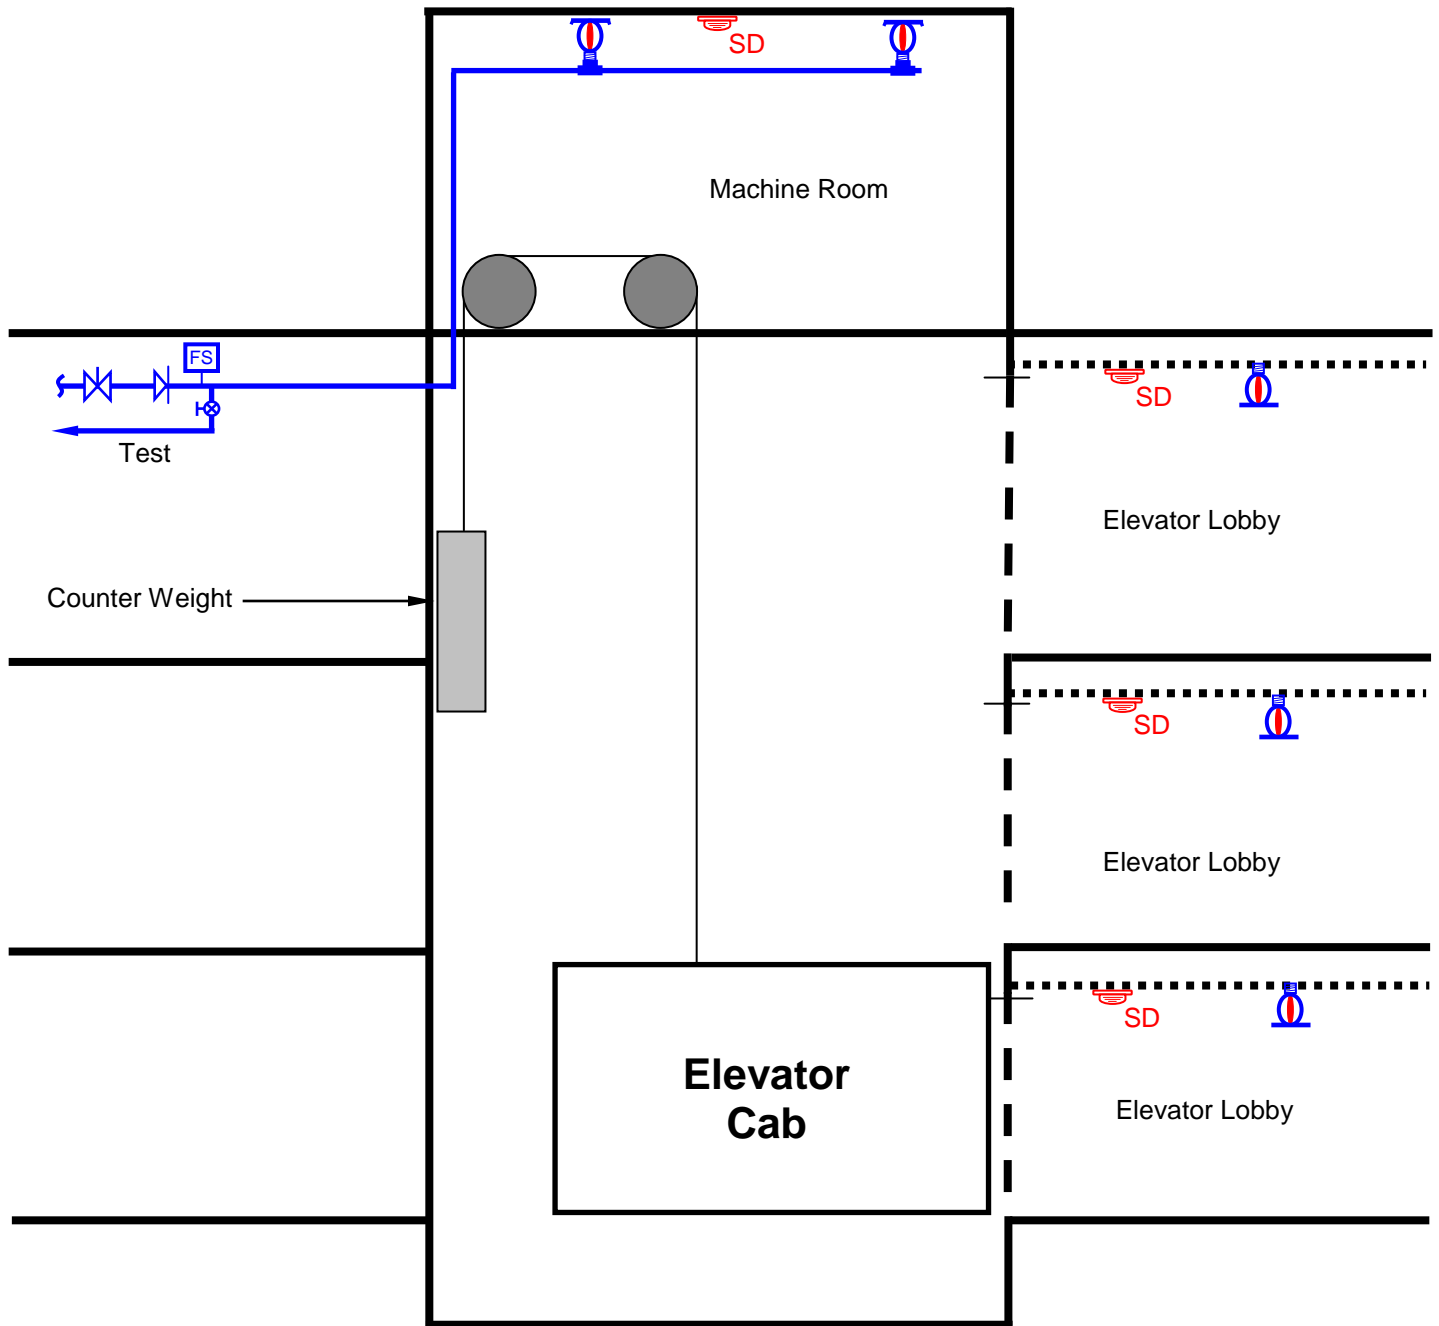 SD
Machine Room
FS
SD
Test
Elevator Lobby
Counter Weight
SD
Elevator Lobby
SD
Elevator
Cab
Elevator Lobby